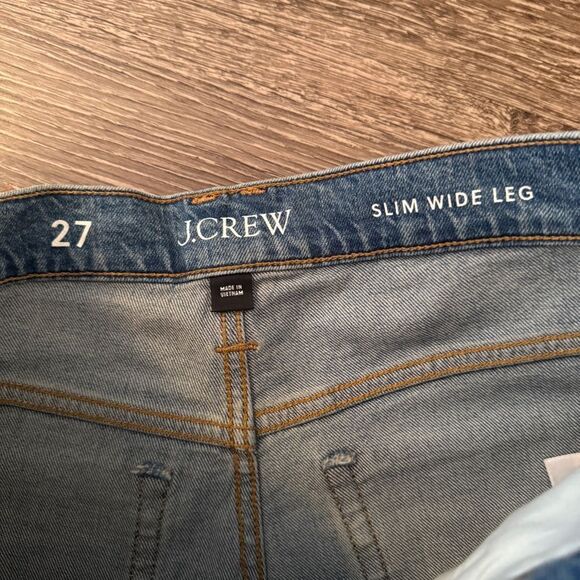 27
J.CREW
SLIM WIDE LEG
MADE IN
VIETNAM